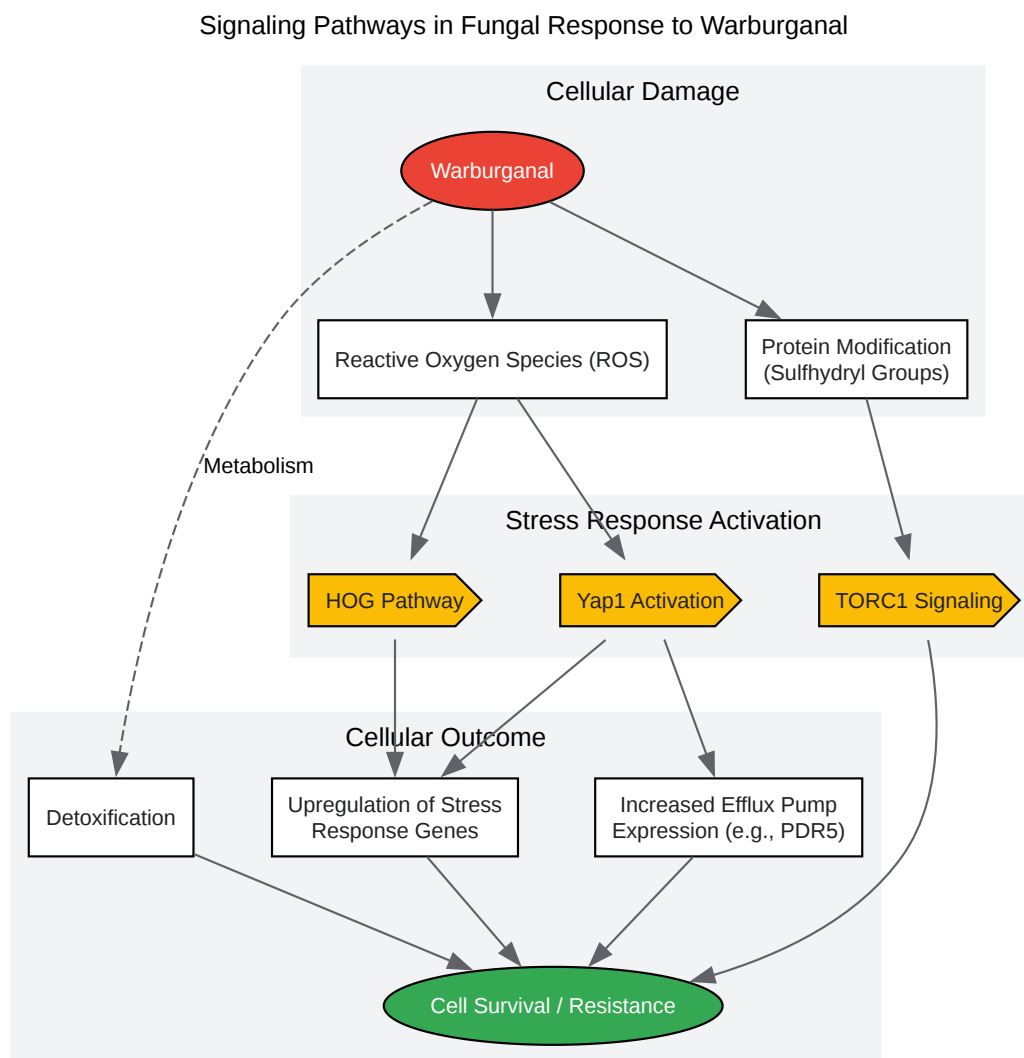 Signaling Pathways in Fungal Response to Warburganal
Cellular Damage
Warburganal
Reactive Oxygen Species (ROS)
Protein Modification
(Sulfhydryl Groups)
Metabolism
Stress Response Activation
HOG Pathway
Yap1 Activation
TORC1 Signaling
Cellular Outcome
Detoxification
Upregulation of Stress
Response Genes
Increased Efflux Pump
Expression (e.g., PDR5)
Cell Survival / Resistance